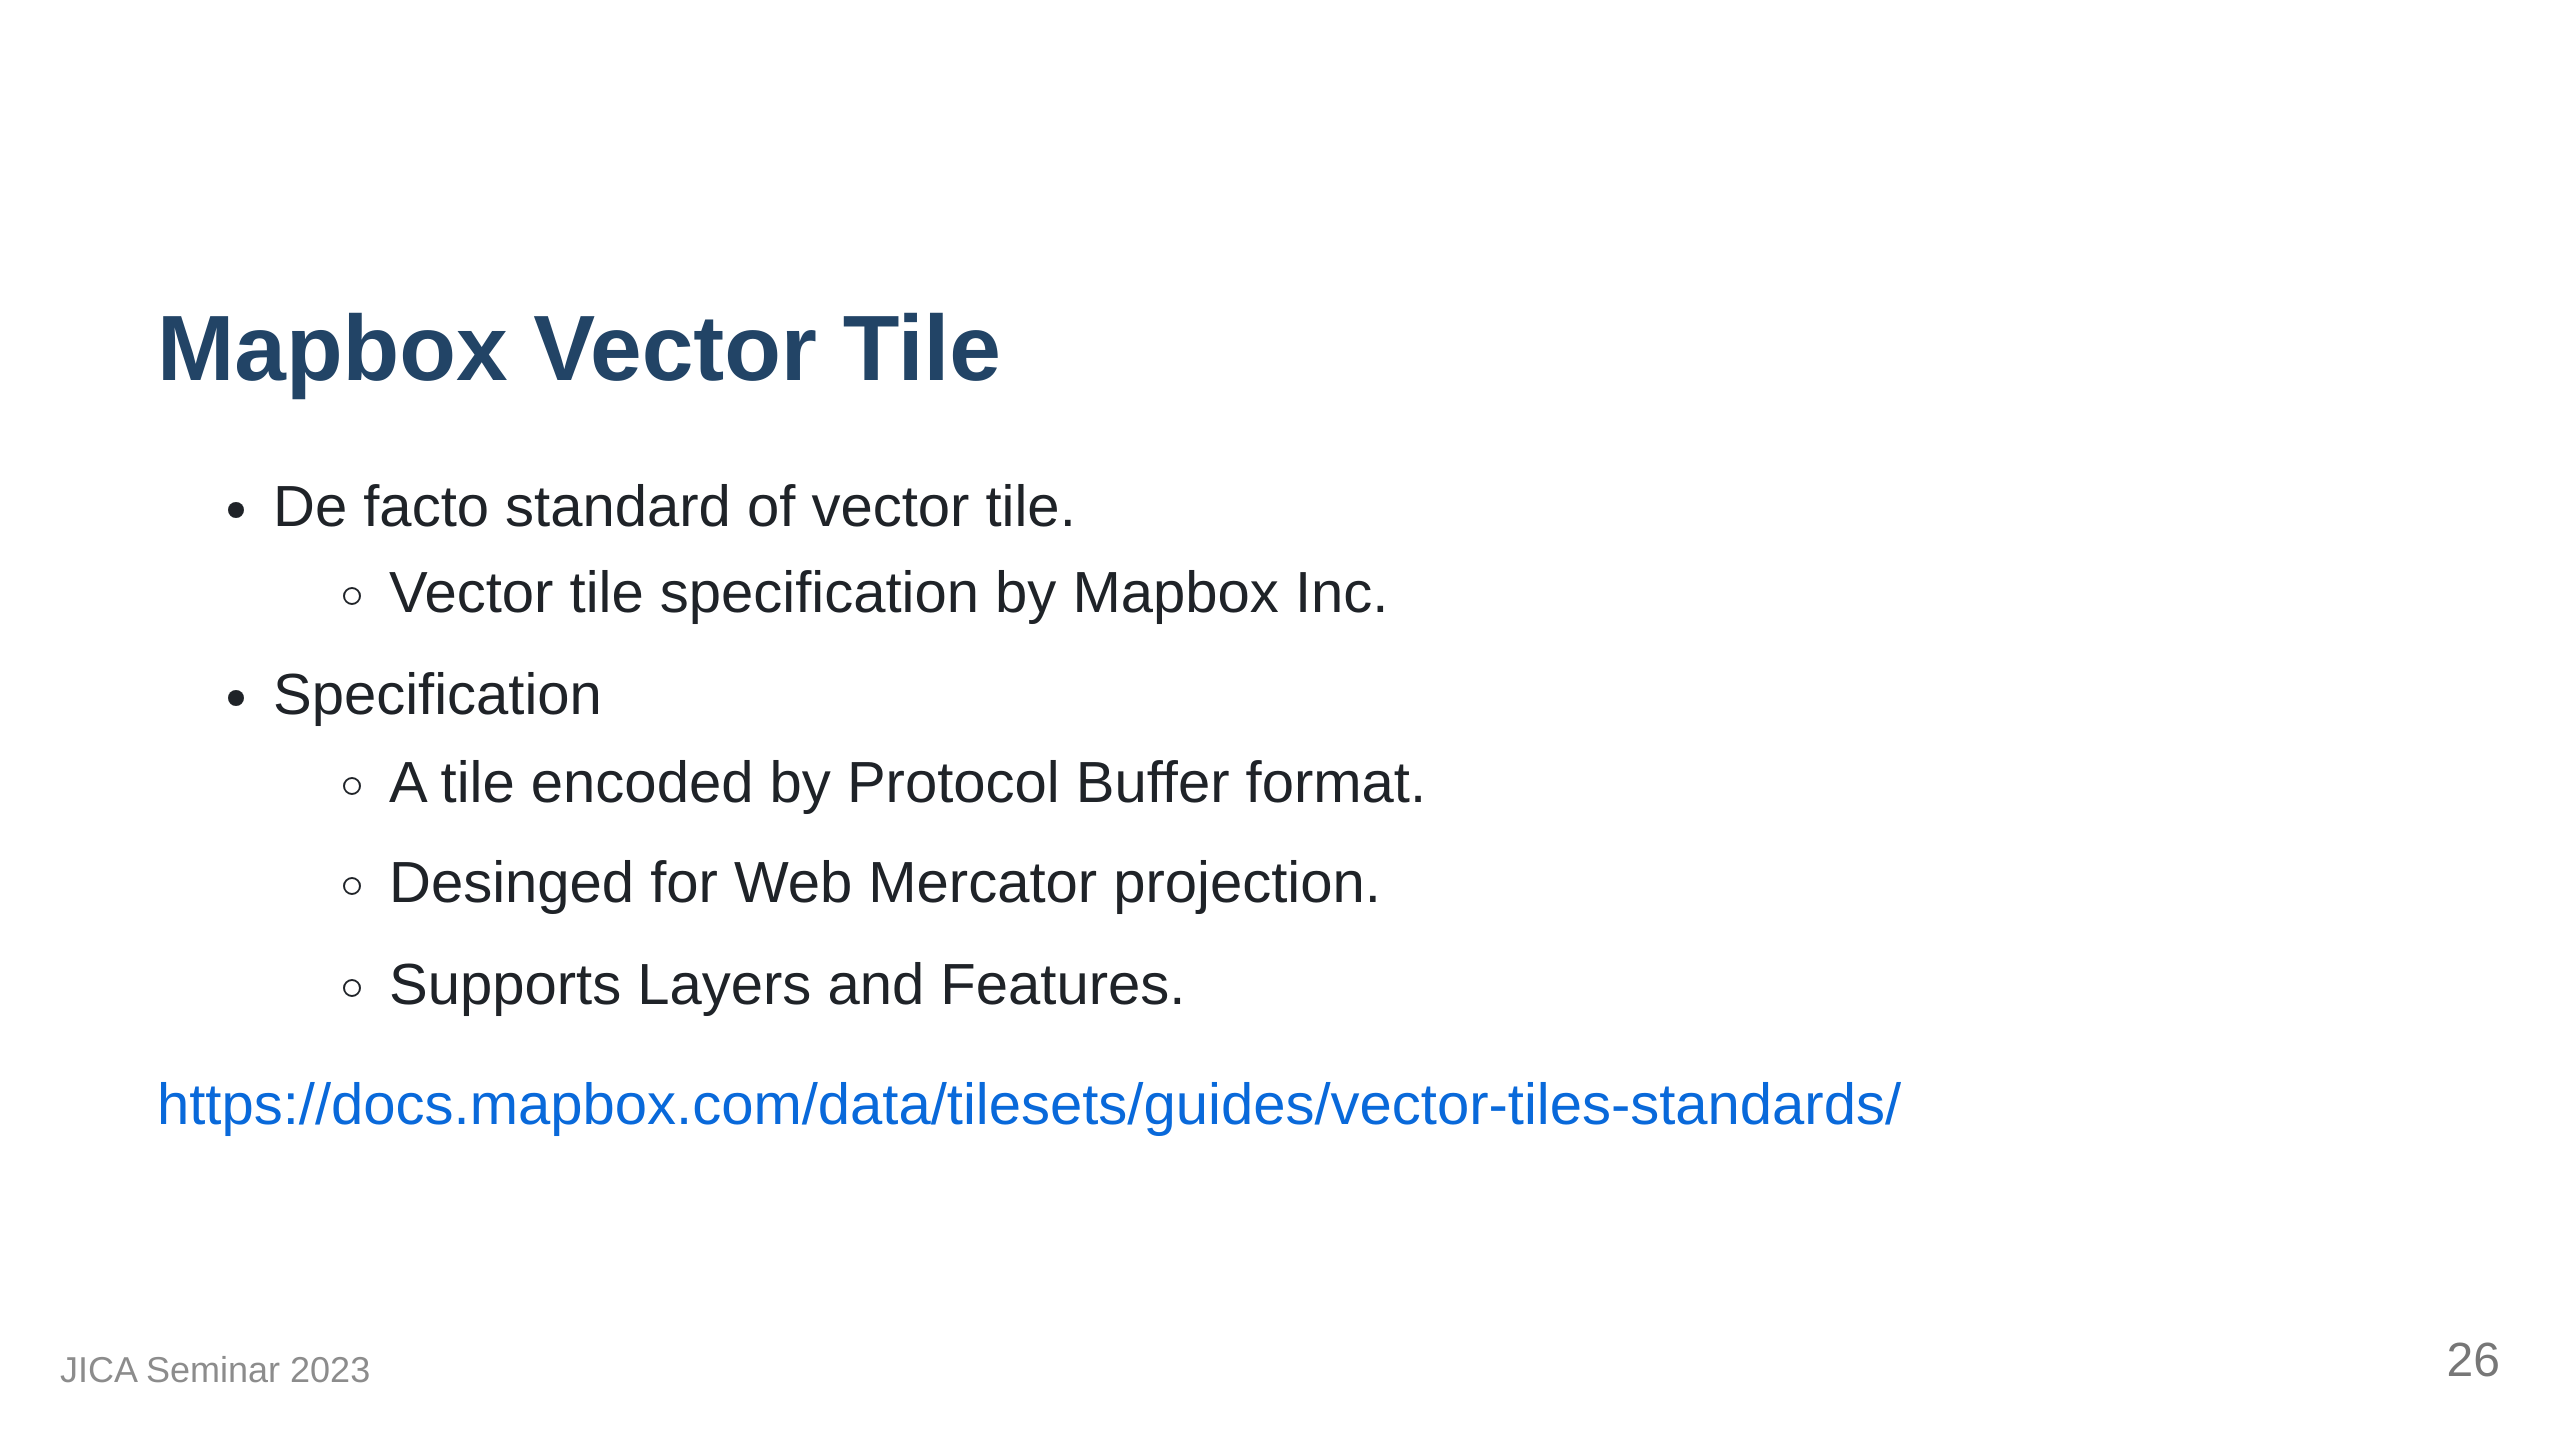 Mapbox Vector Tile
De facto standard of vector tile.
Vector tile specification by Mapbox Inc.
Specification
A tile encoded by Protocol Buffer format.
Desinged for Web Mercator projection.
Supports Layers and Features.
https://docs.mapbox.com/data/tilesets/guides/vector-tiles-standards/
JICA Seminar 2023
26